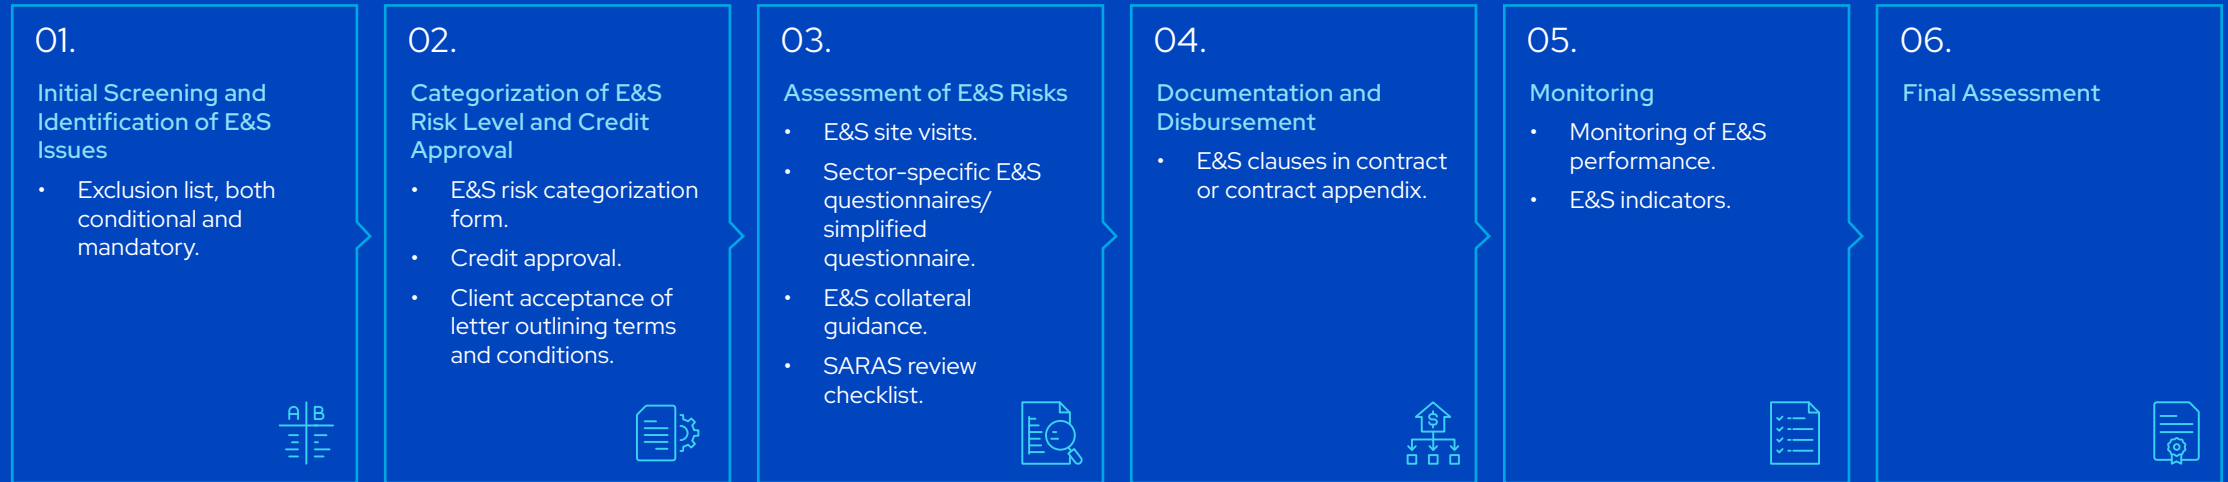 01.
Initial Screening and
Identification of E&S
Issues
• Exclusion list, both
conditional and
mandatory.
A B
02.
Categorization of E&S
Risk Level and Credit
Approval
• E&S risk categorization
form.
• Credit approval.
• Client acceptance of
letter outlining terms
and conditions.
03.
Assessment of E&S Risks
• E&S site visits.
• Sector-specific E&S
questionnaires/
simplified
questionnaire.
• E&S collateral
guidance.
• SARAS review
checklist.
04.
Documentation and
Disbursement
• E&S clauses in contract
or contract appendix.
$
05.
Monitoring
• Monitoring of E&S
performance.
• E&S indicators.
06.
Final Assessment